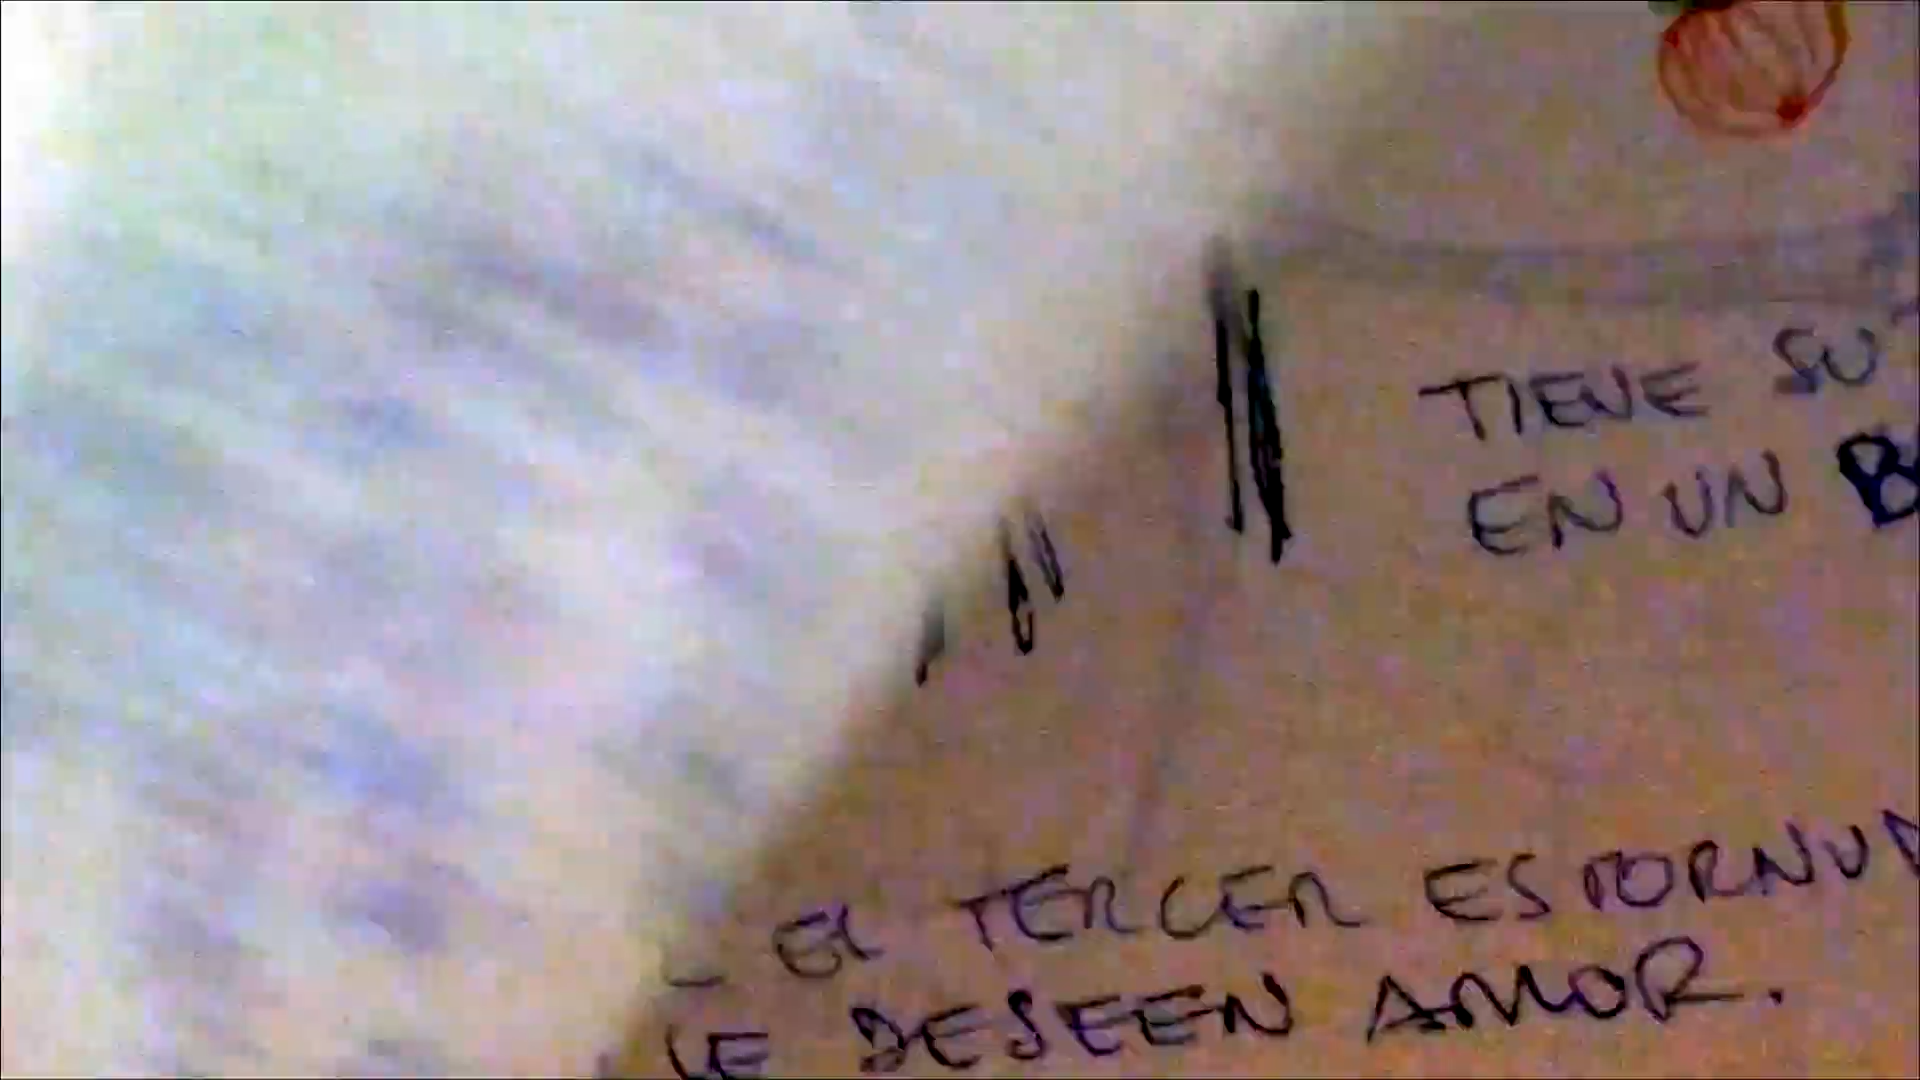 TIENE SU
EN UN
- EL TERCER ESTORNUD
LE DESEEN AMOR.